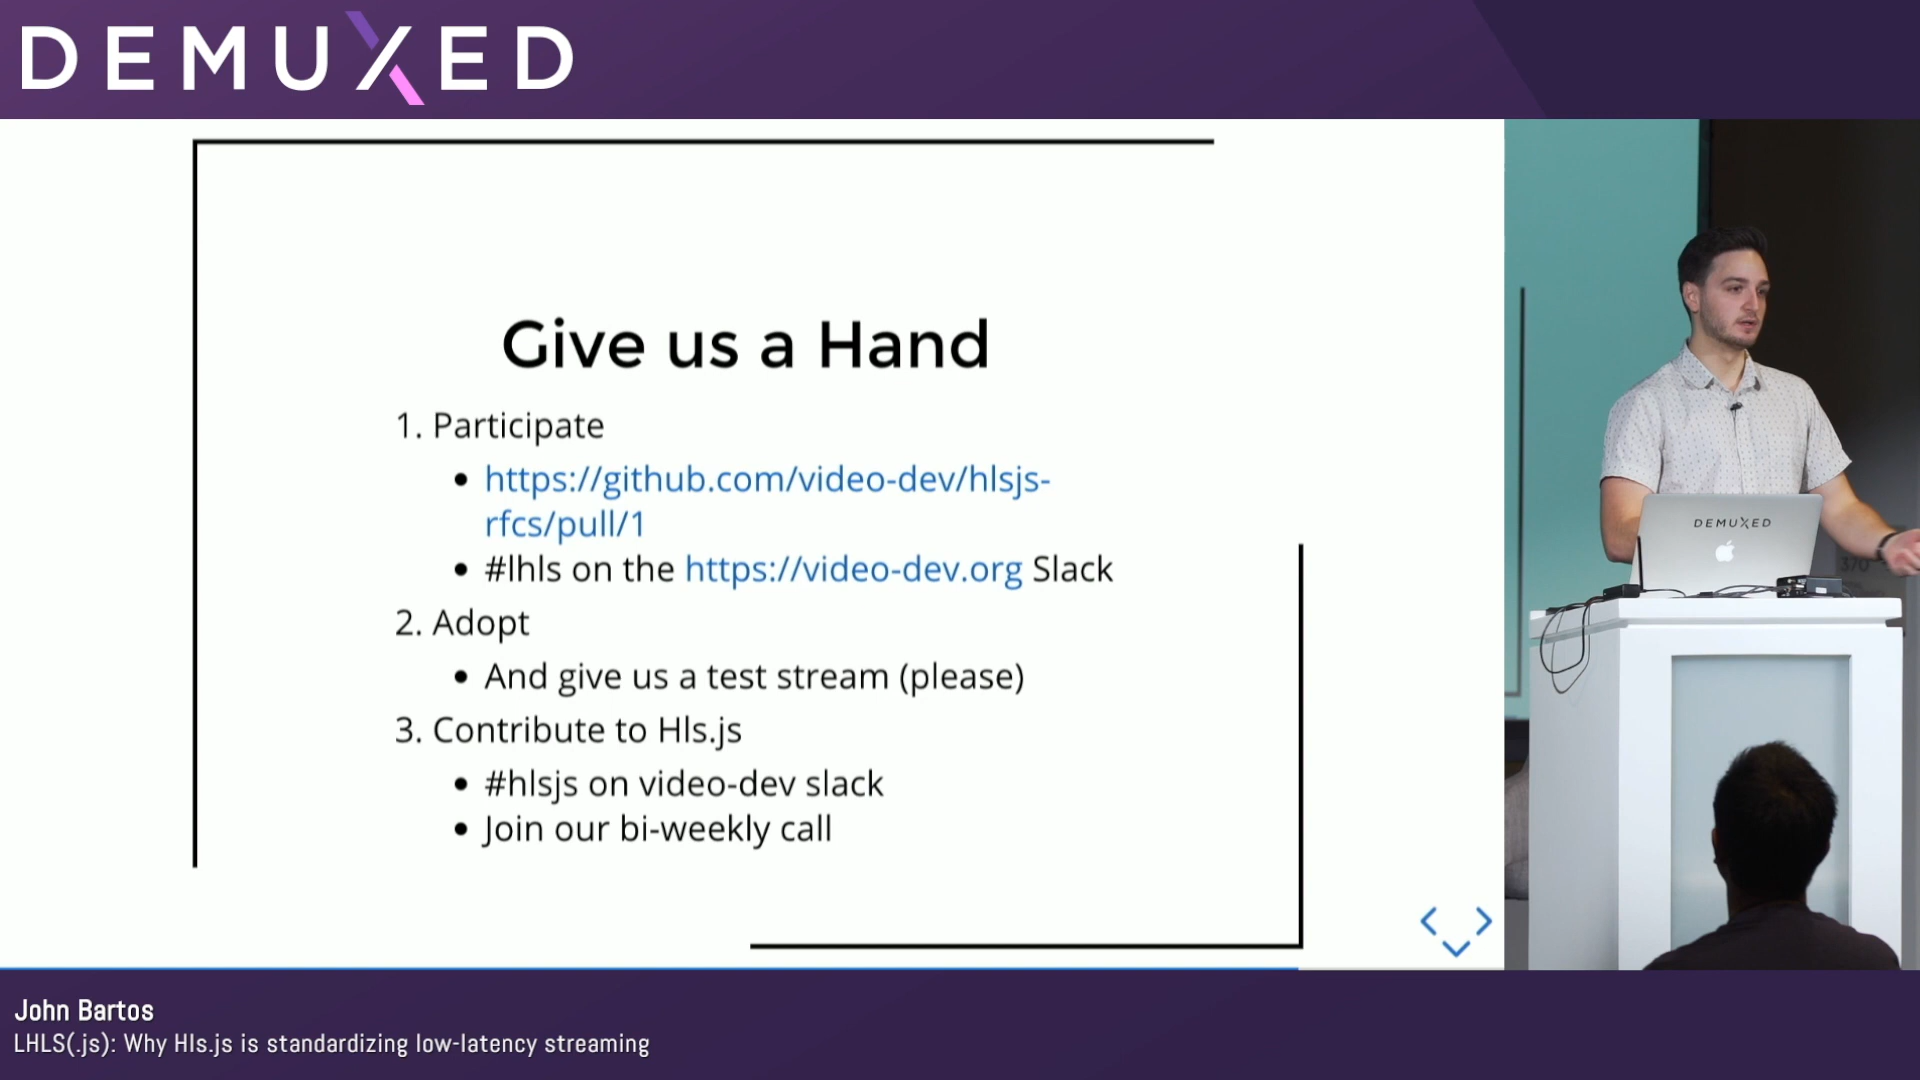 DEMUXED
Give us a Hand
1. Participate
• https://github.com/video-dev/hlsjs-
rfcs/pull/1
• #lhls on the https://video-dev.org Slack
2. Adopt
• And give us a test stream (please)
3. Contribute to Hls.js
• #hlsjs on video-dev slack
• Join our bi-weekly call
DEMUXED
370
John Bartos
LHLS(.js): Why Hls.js is standardizing low-latency streaming